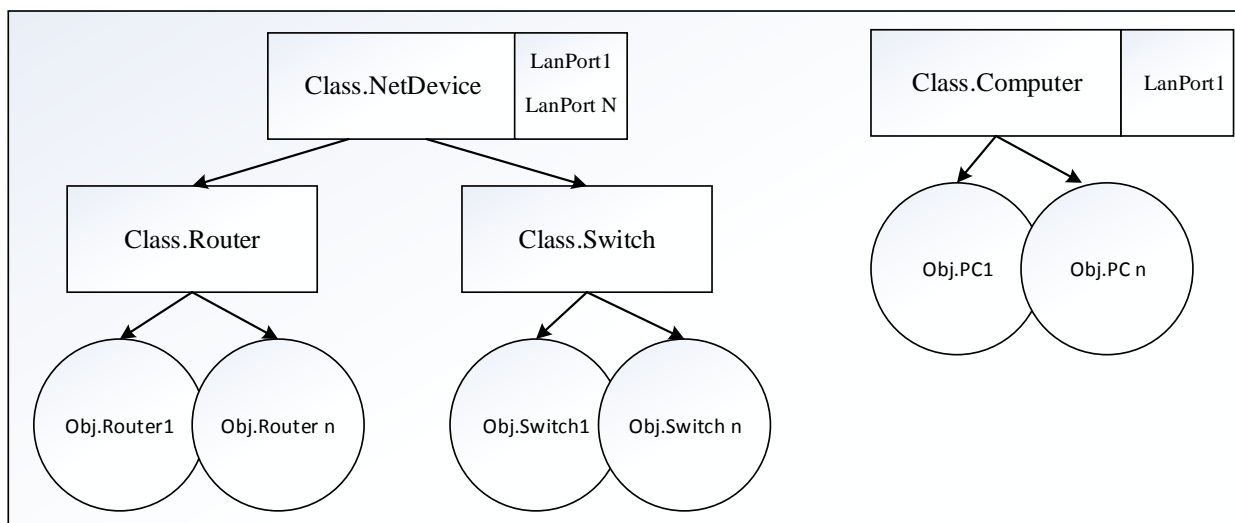 Class.NetDevice
LanPort1
LanPort N
Class.Computer
LanPort1
Class.Router
Class.Switch
Obj.PC1
Obj.PC n
Obj.Router1
Obj.Router n
Obj.Switch1
Obj.Switch n